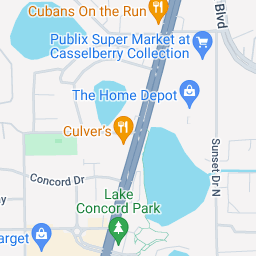 Cubans On the Run
Blvd
Publix Super Market at
Casselberry Collection
The Home Depot
Culver's
Sunset Dr N
Concord Dr
Lake
Concord Park
arget